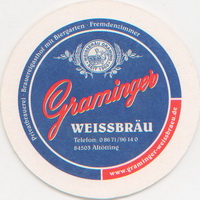 Privatbrauerei · Brauereigasthof mit Biergarten · Fremdenzimmer
Graminger
WEISSBRÄU
Telefon: 0 86 71/96 14 0
84503 Altötting
www.graminger-weissbraeu.de